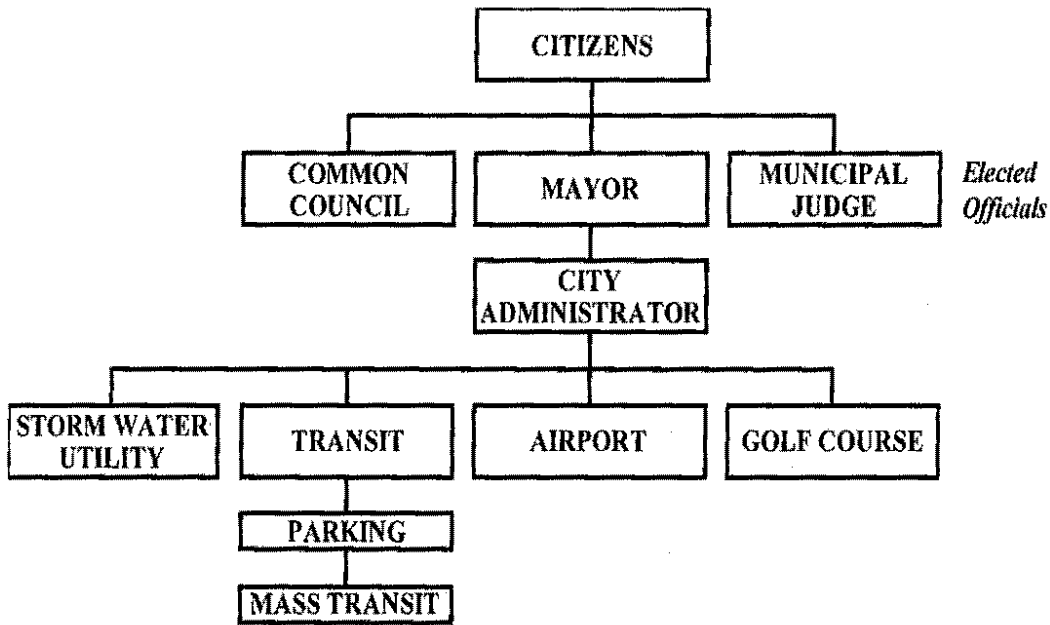 CITIZENS
COMMON
COUNCIL
MAYOR
MUNICIPAL
JUDGE
Elected
Officials
CITY
ADMINISTRATOR
STORM WATER
UTILITY
TRANSIT
AIRPORT
GOLF COURSE
PARKING
MASS TRANSIT